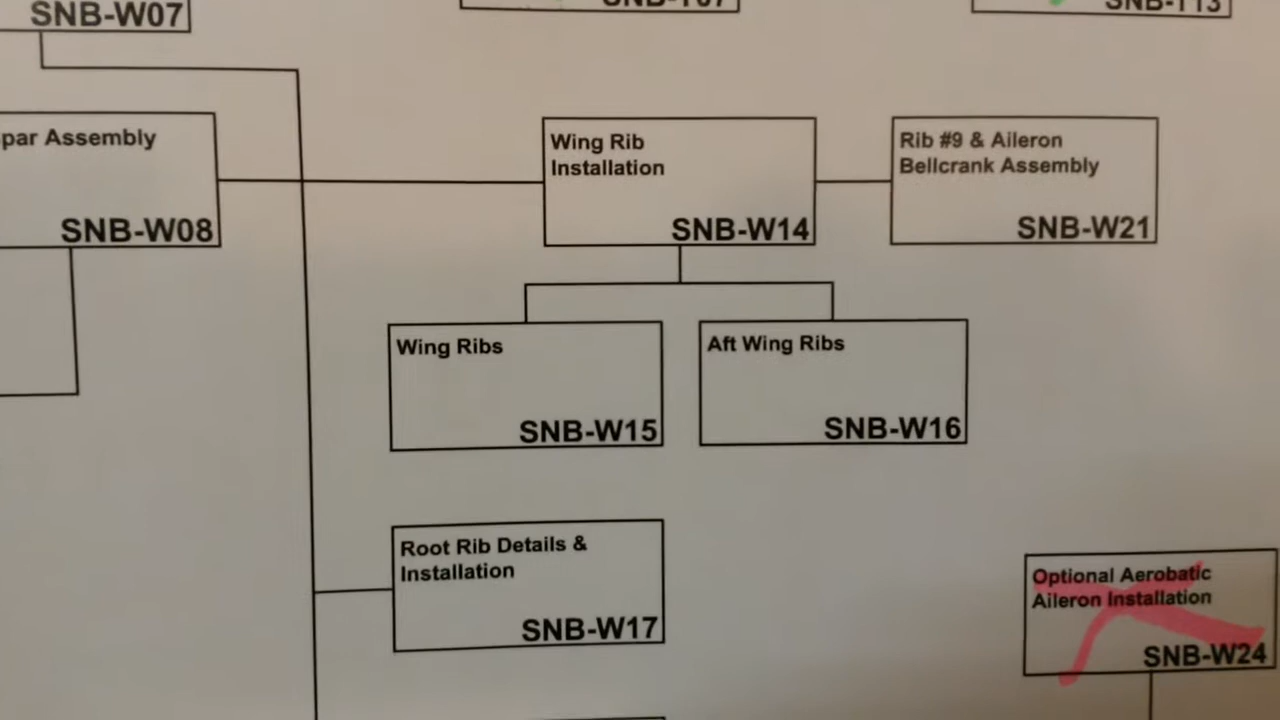 SNB-W07
Assembly
SNB-W08
Wing Rib
Installation
SNB-W14
Rib #9 & Aileron
Bellcrank Assembly
SNB-W21
Wing Ribs
SNB-W15
Aft Wing Ribs
SNB-W16
Root Rib Details &
Installation
SNB-W17
Optional Aerobatic
Aileron Installation
SNB-W24